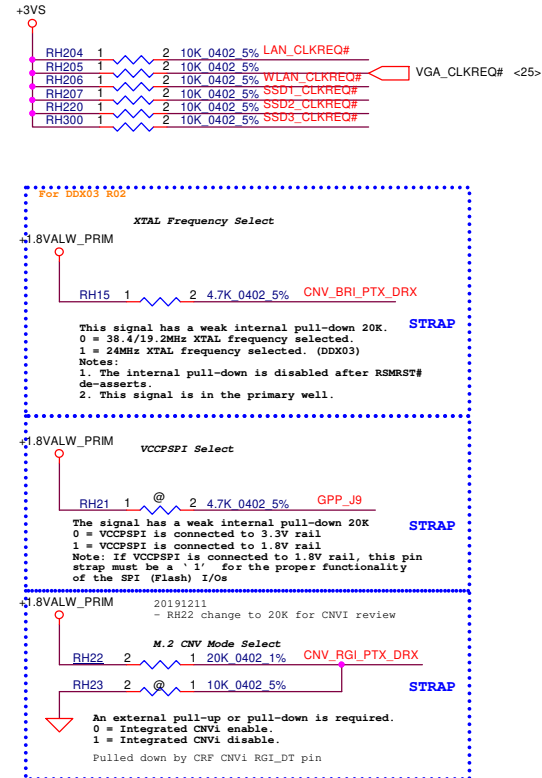 +3VS
RH204 1 2 10K_0402_5% LAN_CLKREQ#
RH205 1 2 10K_0402_5% VGA_CLKREQ# <25>
RH206 1 2 10K_0402_5% WLAN_CLKREQ#
RH207 1 2 10K_0402_5% SSD1_CLKREQ#
RH220 1 2 10K_0402_5% SSD2_CLKREQ#
RH300 1 2 10K_0402_5% SSD3_CLKREQ#
For DDX03 R02
XTAL Frequency Select
+1.8VALW_PRIM
RH15 1 2 4.7K_0402_5% CNV_BRI_PTX_DRX
STRAP
This signal has a weak internal pull-down 20K.
0 = 38.4/19.2MHz XTAL frequency selected.
1 = 24MHz XTAL frequency selected. (DDX03)
Notes:
1. The internal pull-down is disabled after RSMRST#
de-asserts.
2. This signal is in the primary well.
+1.8VALW_PRIM
VCCPSPI Select
RH21 1 @ 2 4.7K_0402_5% GPP_J9
STRAP
The signal has a weak internal pull-down 20K
0 = VCCPSPI is connected to 3.3V rail
1 = VCCPSPI is connected to 1.8V rail
Note: If VCCPSPI is connected to 1.8V rail, this pin
strap must be a ‘ 1’ for the proper functionality
of the SPI (Flash) I/Os
+1.8VALW_PRIM
20191211
- RH22 change to 20K for CNVI review
M.2 CNV Mode Select
RH22 2 1 20K_0402_1% CNV_RGI_PTX_DRX
RH23 2 @ 1 10K_0402_5%
STRAP
An external pull-up or pull-down is required.
0 = Integrated CNVi enable.
1 = Integrated CNVi disable.
Pulled down by CRF CNVi RGI_DT pin